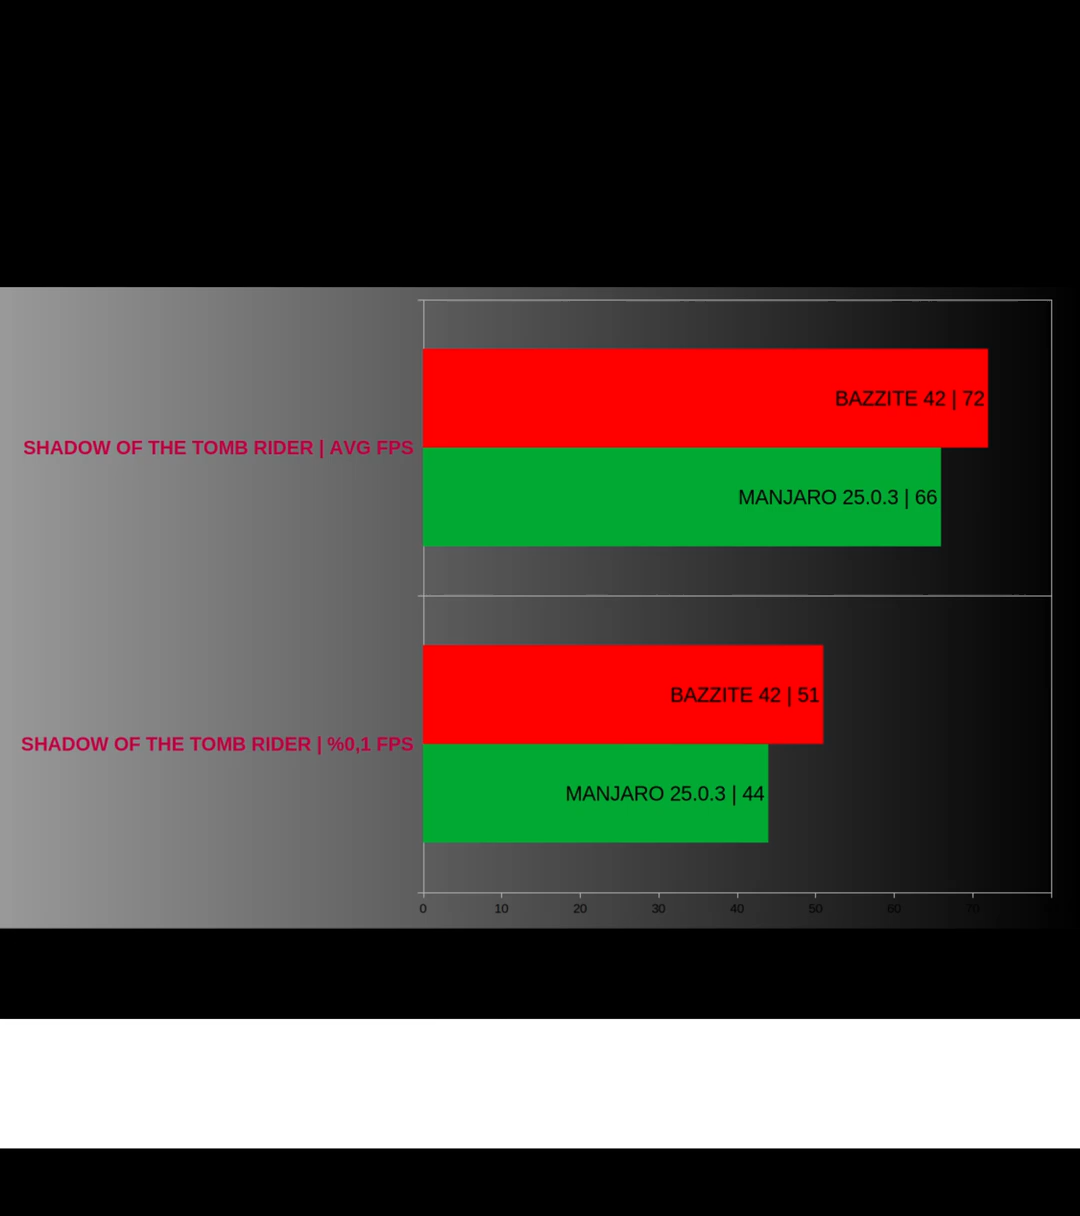 BAZZITE 42 | 72
SHADOW OF THE TOMB RIDER | AVG FPS
MANJARO 25.0.3 | 66
BAZZITE 42 | 51
SHADOW OF THE TOMB RIDER | %0,1 FPS
MANJARO 25.0.3 | 44
0 10 20 30 40 50 60 70